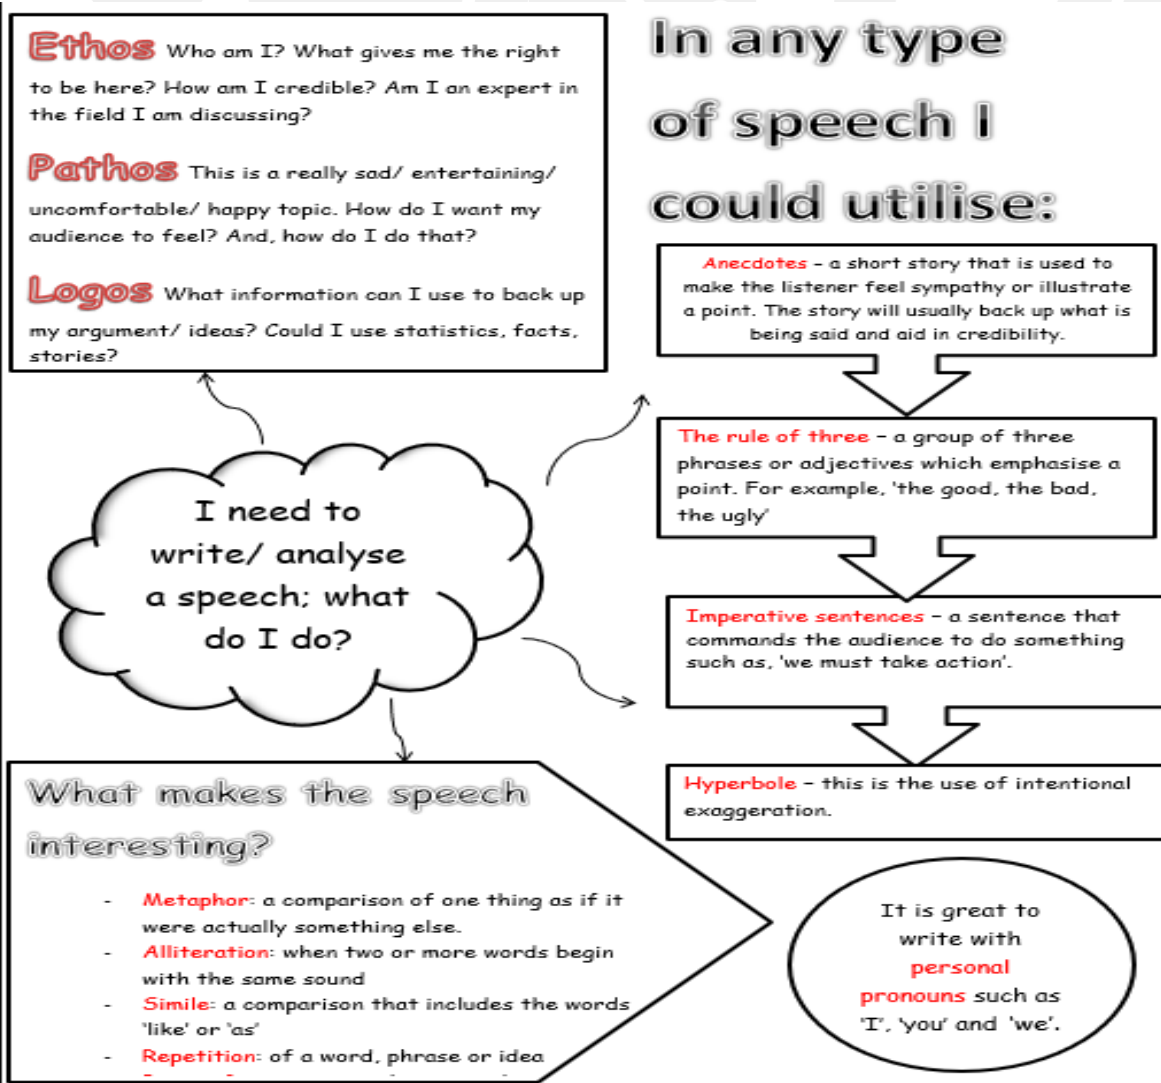 Ethos Who am I? What gives me the right
to be here? How am I credible? Am I an expert in
the field I am discussing?
Pathos This is a really sad/ entertaining/
uncomfortable/ happy topic. How do I want my
audience to feel? And, how do I do that?
Logos What information can I use to back up
my argument/ ideas? Could I use statistics, facts,
stories?
In any type
of speech I
could utilise:
Anecdotes – a short story that is used to
make the listener feel sympathy or illustrate
a point. The story will usually back up what is
being said and aid in credibility.
The rule of three – a group of three
phrases or adjectives which emphasise a
point. For example, 'the good, the bad,
the ugly'
Imperative sentences – a sentence that
commands the audience to do something
such as, 'we must take action'.
Hyperbole – this is the use of intentional
exaggeration.
I need to
write/ analyse
a speech; what
do I do?
What makes the speech
interesting?
- Metaphor: a comparison of one thing as if it
were actually something else.
- Alliteration: when two or more words begin
with the same sound
- Simile: a comparison that includes the words
'like' or 'as'
- Repetition: of a word, phrase or idea
It is great to
write with
personal
pronouns such as
'I', 'you' and 'we'.